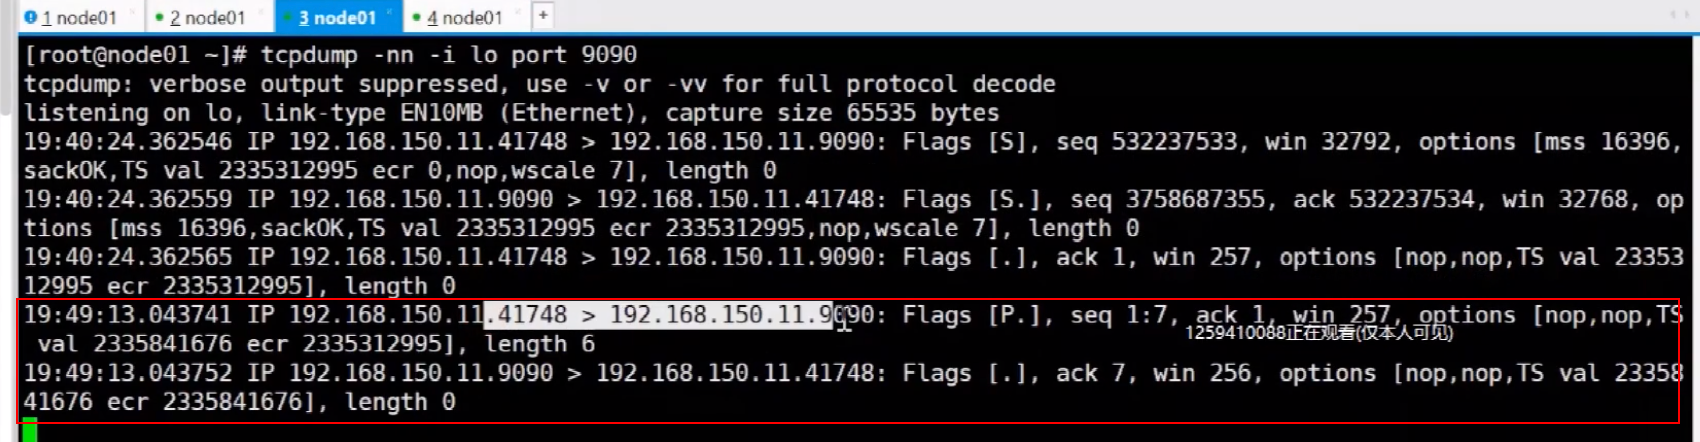 1 node01 2 node01 3 node01 4 node01 +
[root@node01 ~]# tcpdump -nn -i lo port 9090
tcpdump: verbose output suppressed, use -v or -vv for full protocol decode
listening on lo, link-type EN10MB (Ethernet), capture size 65535 bytes
19:40:24.362546 IP 192.168.150.11.41748 > 192.168.150.11.9090: Flags [S], seq 532237533, win 32792, options [mss 16396,
sackOK,TS val 2335312995 ecr 0,nop,wscale 7], length 0
19:40:24.362559 IP 192.168.150.11.9090 > 192.168.150.11.41748: Flags [S.], seq 3758687355, ack 532237534, win 32768, op
tions [mss 16396,sackOK,TS val 2335312995 ecr 2335312995,nop,wscale 7], length 0
19:40:24.362565 IP 192.168.150.11.41748 > 192.168.150.11.9090: Flags [.], ack 1, win 257, options [nop,nop,TS val 23353
12995 ecr 2335312995], length 0
19:49:13.043741 IP 192.168.150.11.41748 > 192.168.150.11.9090: Flags [P.], seq 1:7, ack 1, win 257, options [nop,nop,TS
1259410088正在观看(仅本人可见)
val 2335841676 ecr 2335312995], length 6
19:49:13.043752 IP 192.168.150.11.9090 > 192.168.150.11.41748: Flags [.], ack 7, win 256, options [nop,nop,TS val 23358
41676 ecr 2335841676], length 0